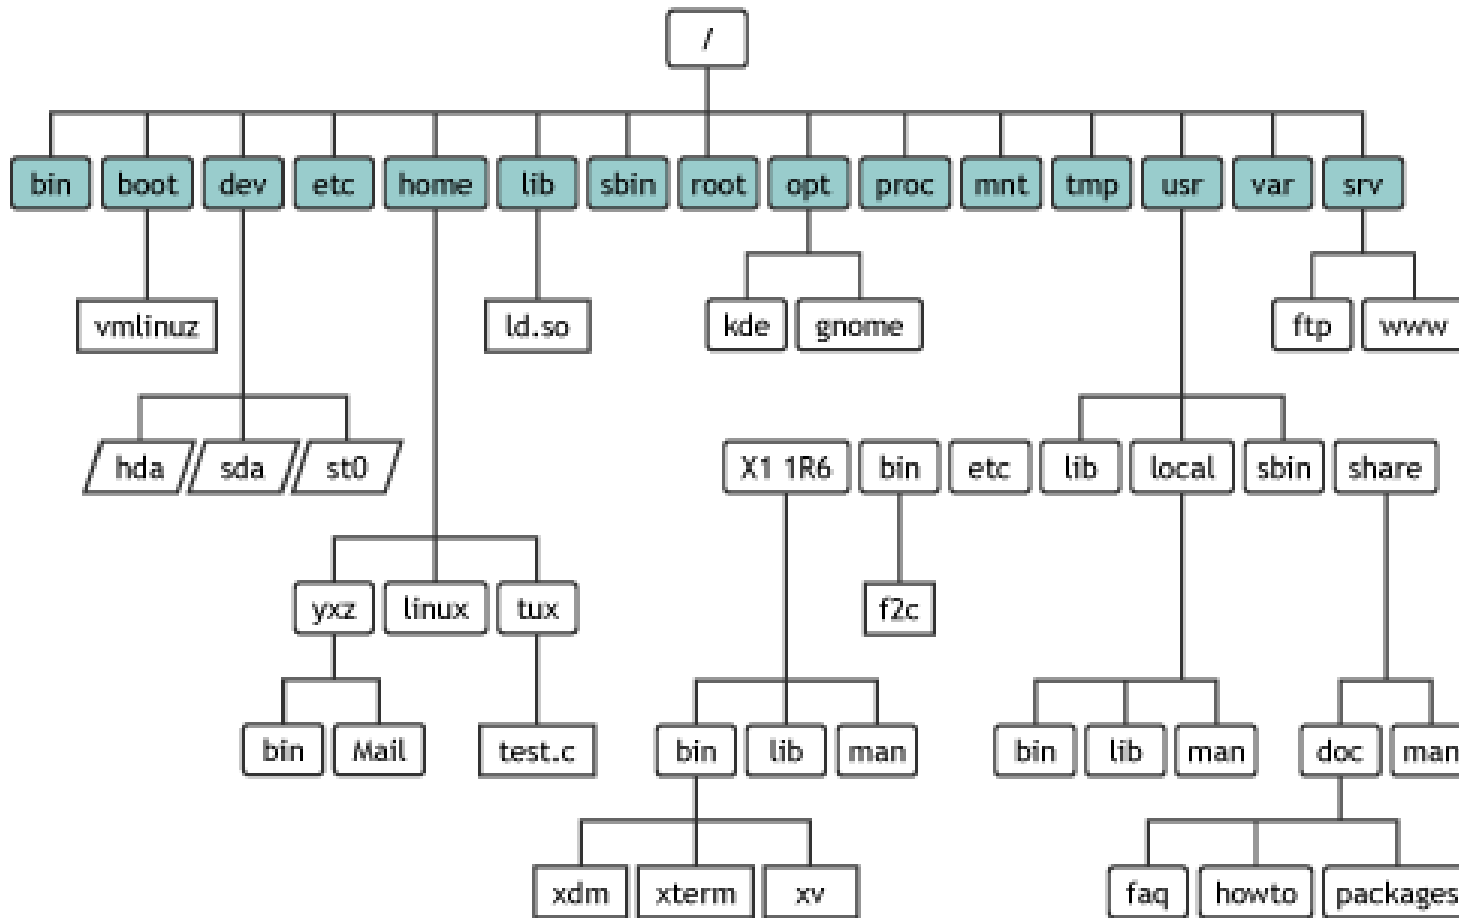 /
bin boot dev etc home lib sbin root opt proc mnt tmp usr var srv
vmlinuz ld.so kde gnome ftp www
hda sda st0 X1 1R6 bin etc lib local sbin share
yxz linux tux f2c
bin Mail test.c bin lib man bin lib man doc man
xdm xterm xv faq howto packages